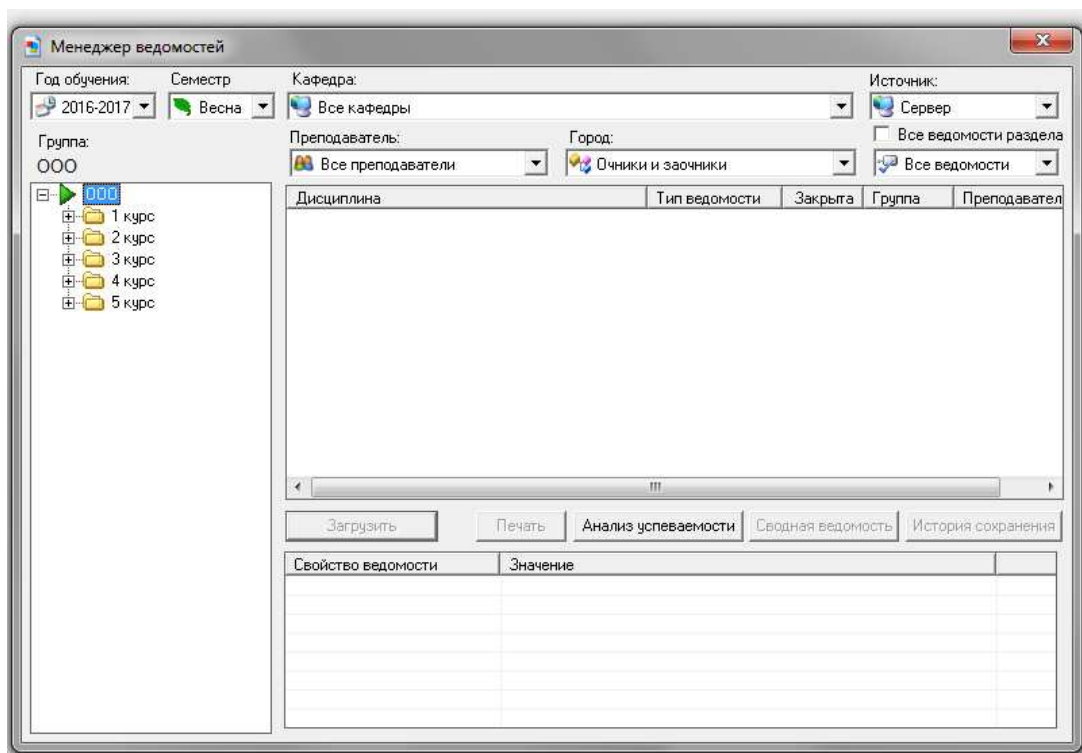 Менеджер ведомостей
Год обучения: Семестр Кафедра: Источник:
2016-2017 Весна Все кафедры Сервер
Группа: Преподаватель: Город: Все ведомости раздела
ООО Все преподаватели Очники и заочники Все ведомости
ООО
1 курс
2 курс
3 курс
4 курс
5 курс
Дисциплина Тип ведомости Закрыта Группа Преподавател
Загрузить Печать Анализ успеваемости Сводная ведомость История сохранения
Свойство ведомости Значение